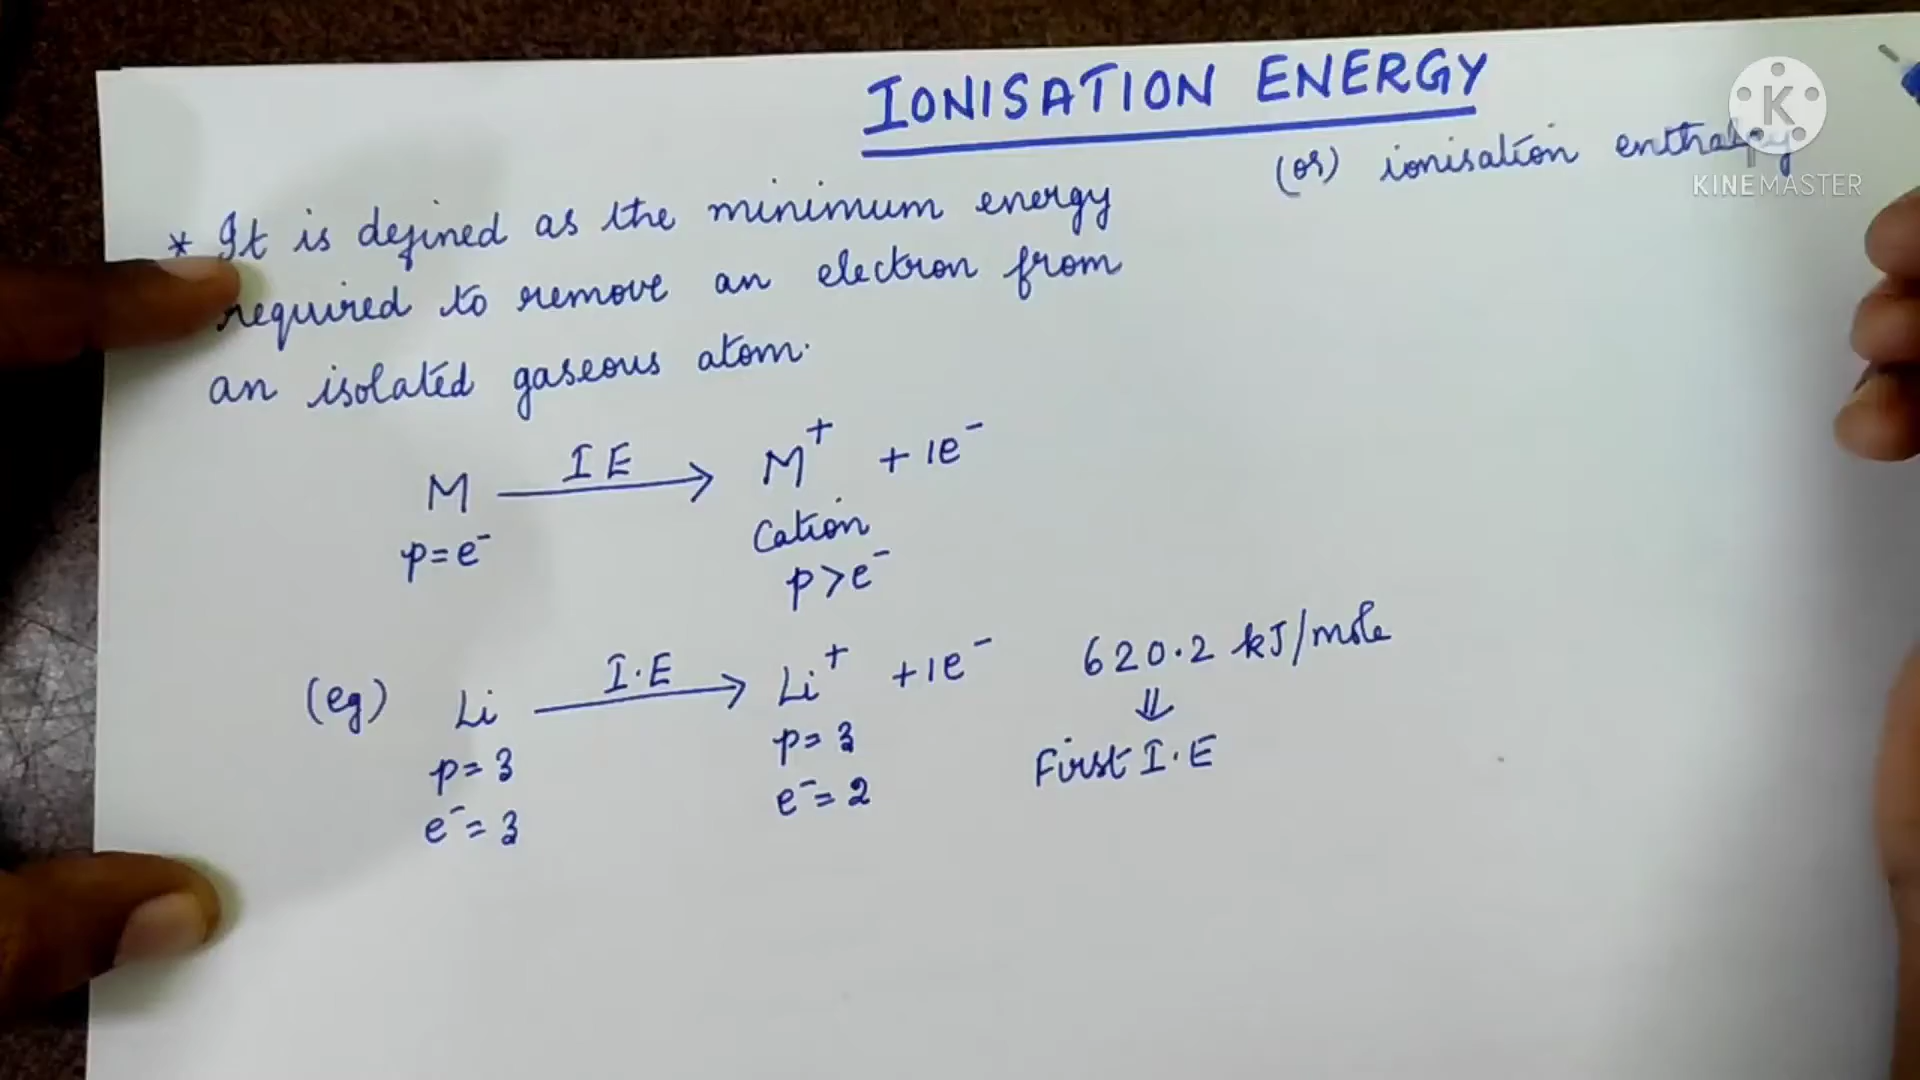 IONISATION ENERGY
(or) ionisation enthalpy
* It is defined as the minimum energy
required to remove an electron from
an isolated gaseous atom.
M —IE→ M⁺ + 1e⁻
p=e⁻ Cation
p>e⁻
(eg) Li —I.E→ Li⁺ +1e⁻ 620.2 kJ/mole
⇓
p=3 p=3 First I.E
e⁻=3 e⁻=2
K
KINEMASTER